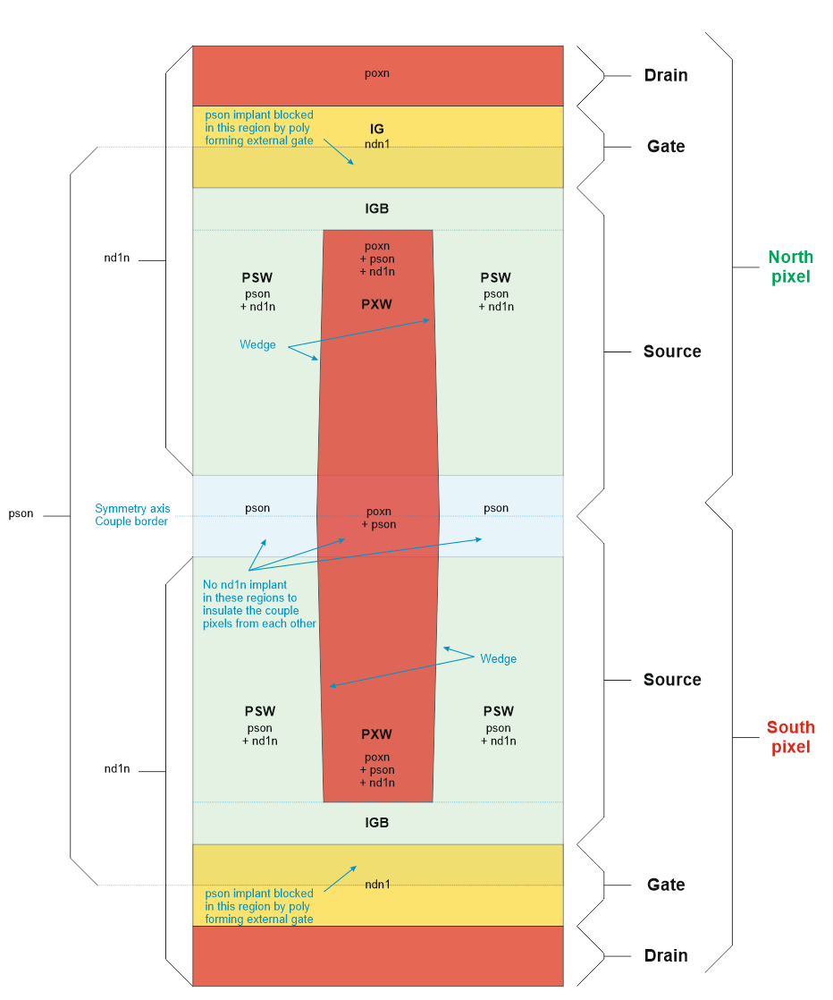 poxn
Drain
pson implant blocked
in this region by poly
forming external gate
IG
ndn1
Gate
IGB
nd1n
poxn
+ pson
+ nd1n
PSW
pson
+ nd1n
PSW
pson
+ nd1n
North
pixel
PXW
Wedge
Source
pson
Symmetry axis
Couple border
pson
poxn
+ pson
pson
No nd1n implant
in these regions to
insulate the couple
pixels from each other
Wedge
Source
PSW
pson
+ nd1n
PXW
poxn
+ pson
+ nd1n
PSW
pson
+ nd1n
South
pixel
nd1n
IGB
ndn1
pson implant blocked
in this region by poly
forming external gate
Gate
Drain